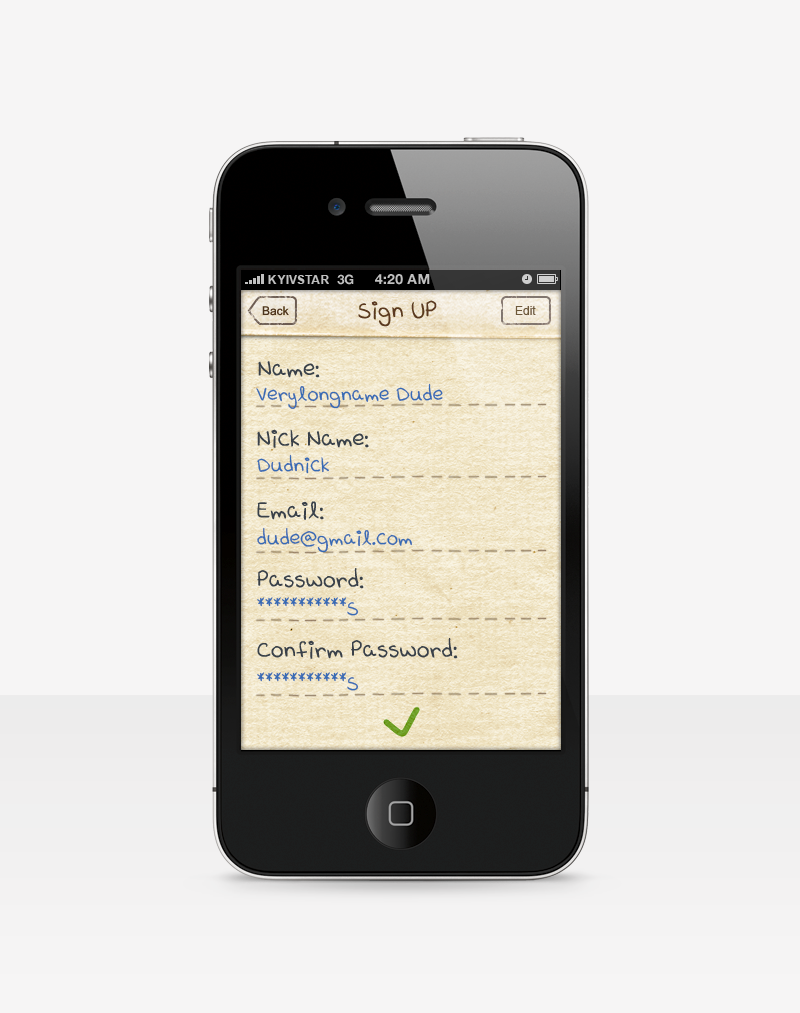 KYIVSTAR 3G 4:20 AM
Back Sign UP Edit
Name:
Verylongname Dude
Nick Name:
Dudnick
Email:
dude@gmail.com
Password:
***********s
Confirm Password:
***********s